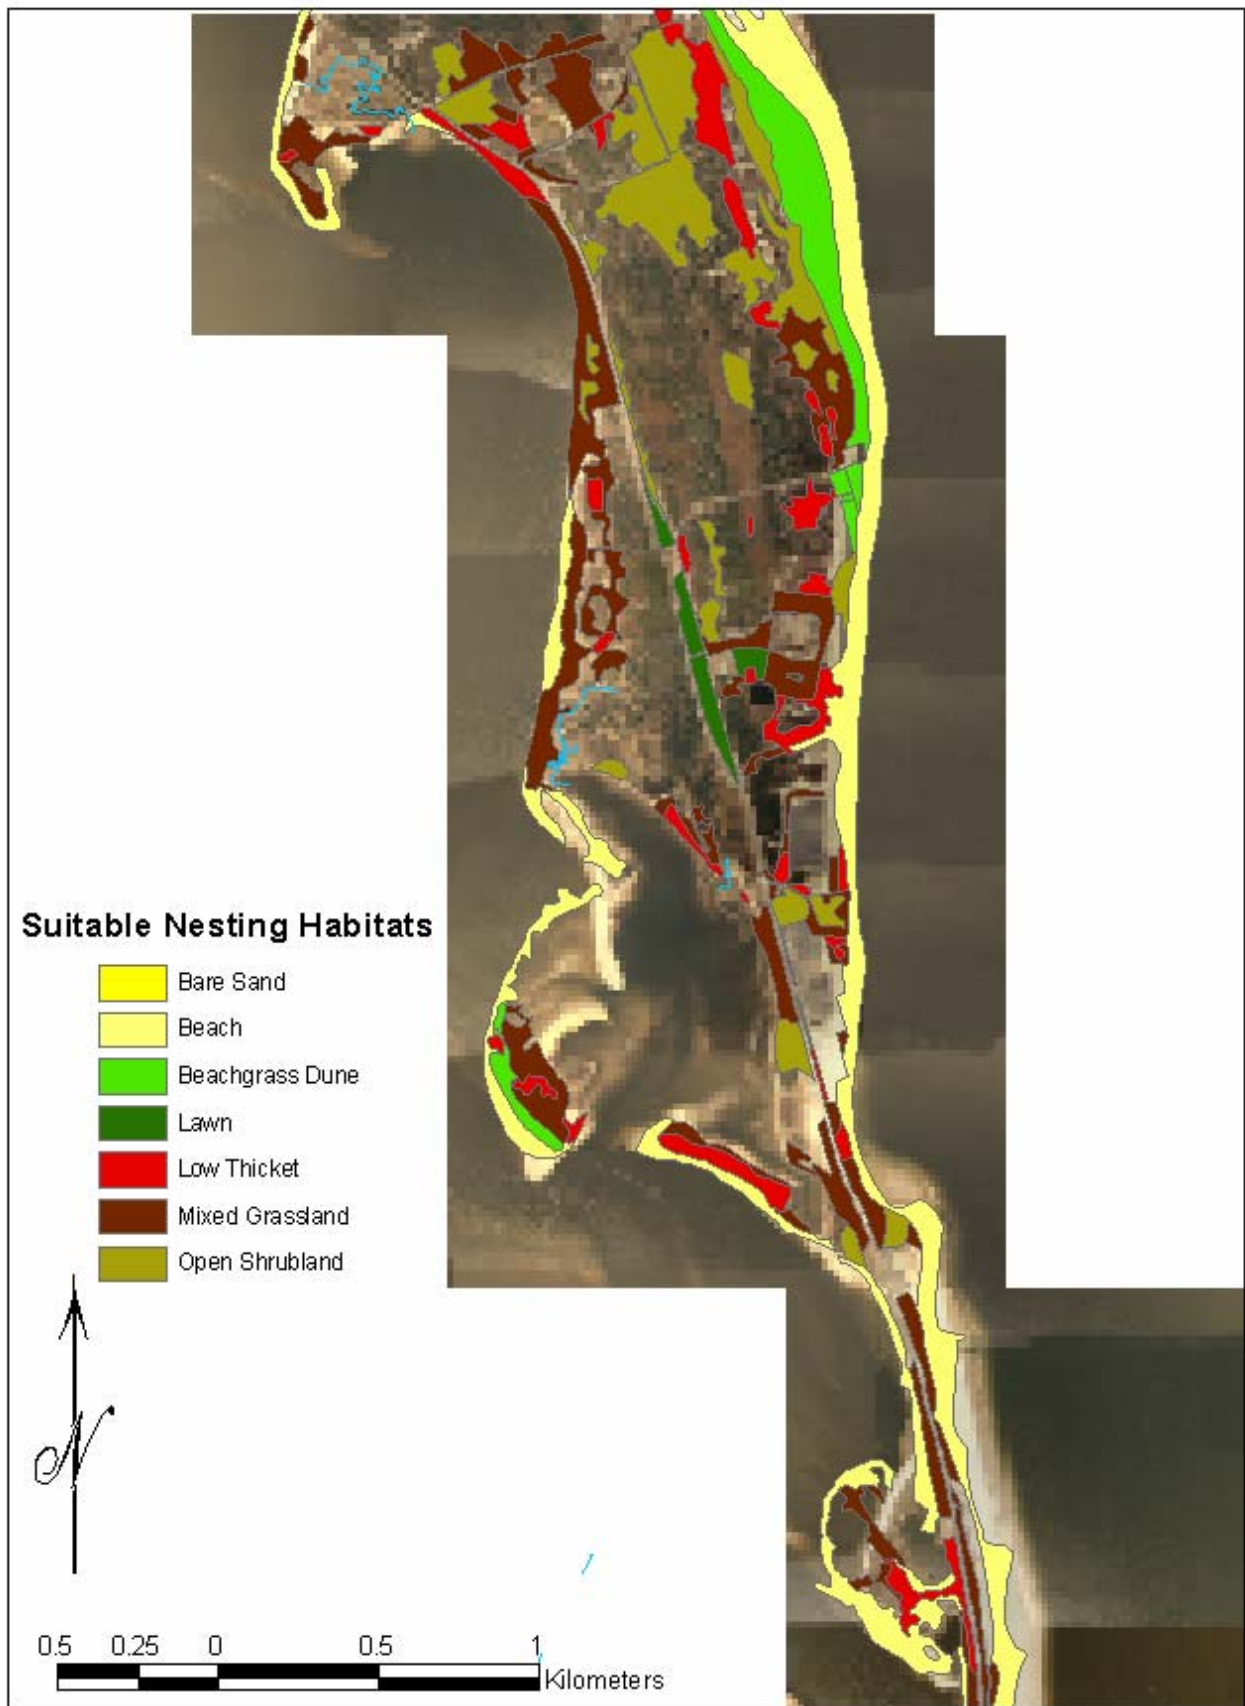 Suitable Nesting Habitats
Bare Sand
Beach
Beachgrass Dune
Lawn
Low Thicket
Mixed Grassland
Open Shrubland
N
0.5 0.25 0 0.5 1
Kilometers